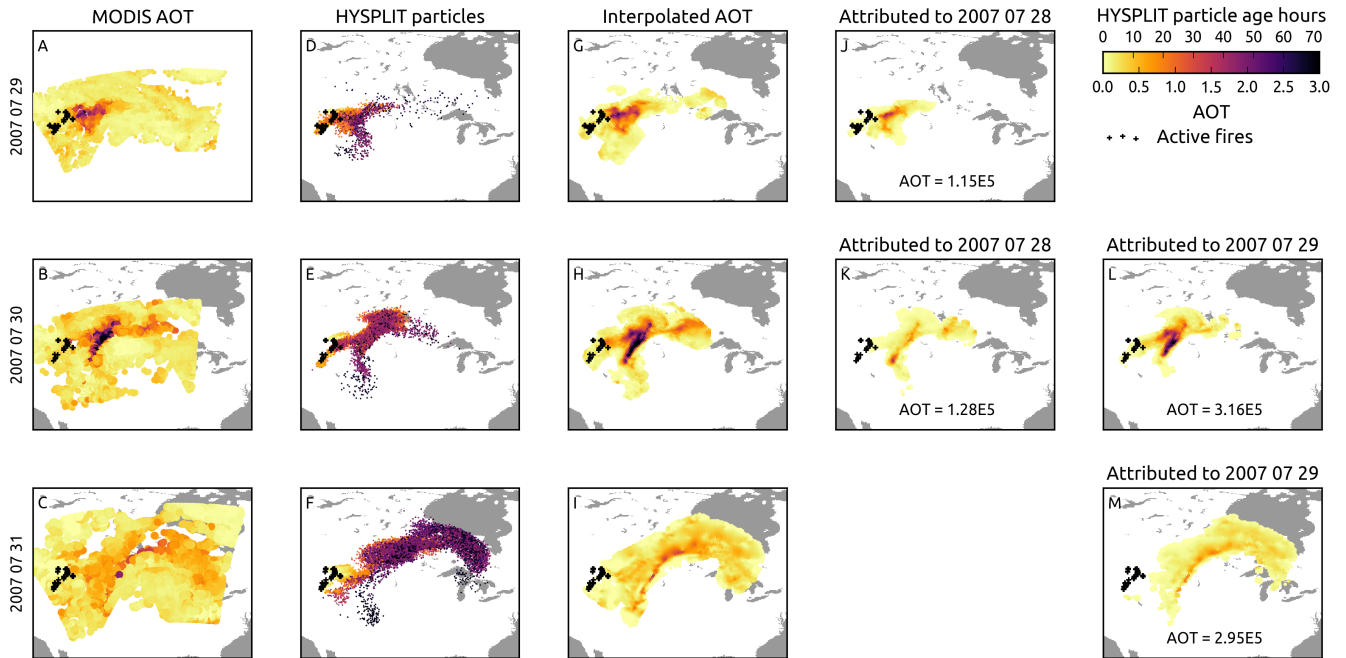 MODIS AOT
HYSPLIT particles
Interpolated AOT
Attributed to 2007 07 28
HYSPLIT particle age hours
0 10 20 30 40 50 60 70
0.0 0.5 1.0 1.5 2.0 2.5 3.0
AOT
Active fires
2007 07 29
A
D
G
J
AOT = 1.15E5
Attributed to 2007 07 28
Attributed to 2007 07 29
2007 07 30
B
E
H
K
L
AOT = 1.28E5
AOT = 3.16E5
Attributed to 2007 07 29
2007 07 31
C
F
I
M
AOT = 2.95E5